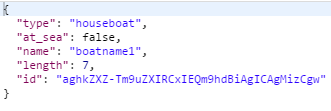 {
"type": "houseboat",
"at_sea": false,
"name": "boatname1",
"length": 7,
"id": "aghkZXZ-Tm9uZXIRCxIEQm9hdBiAgICAgMizCgw"
}